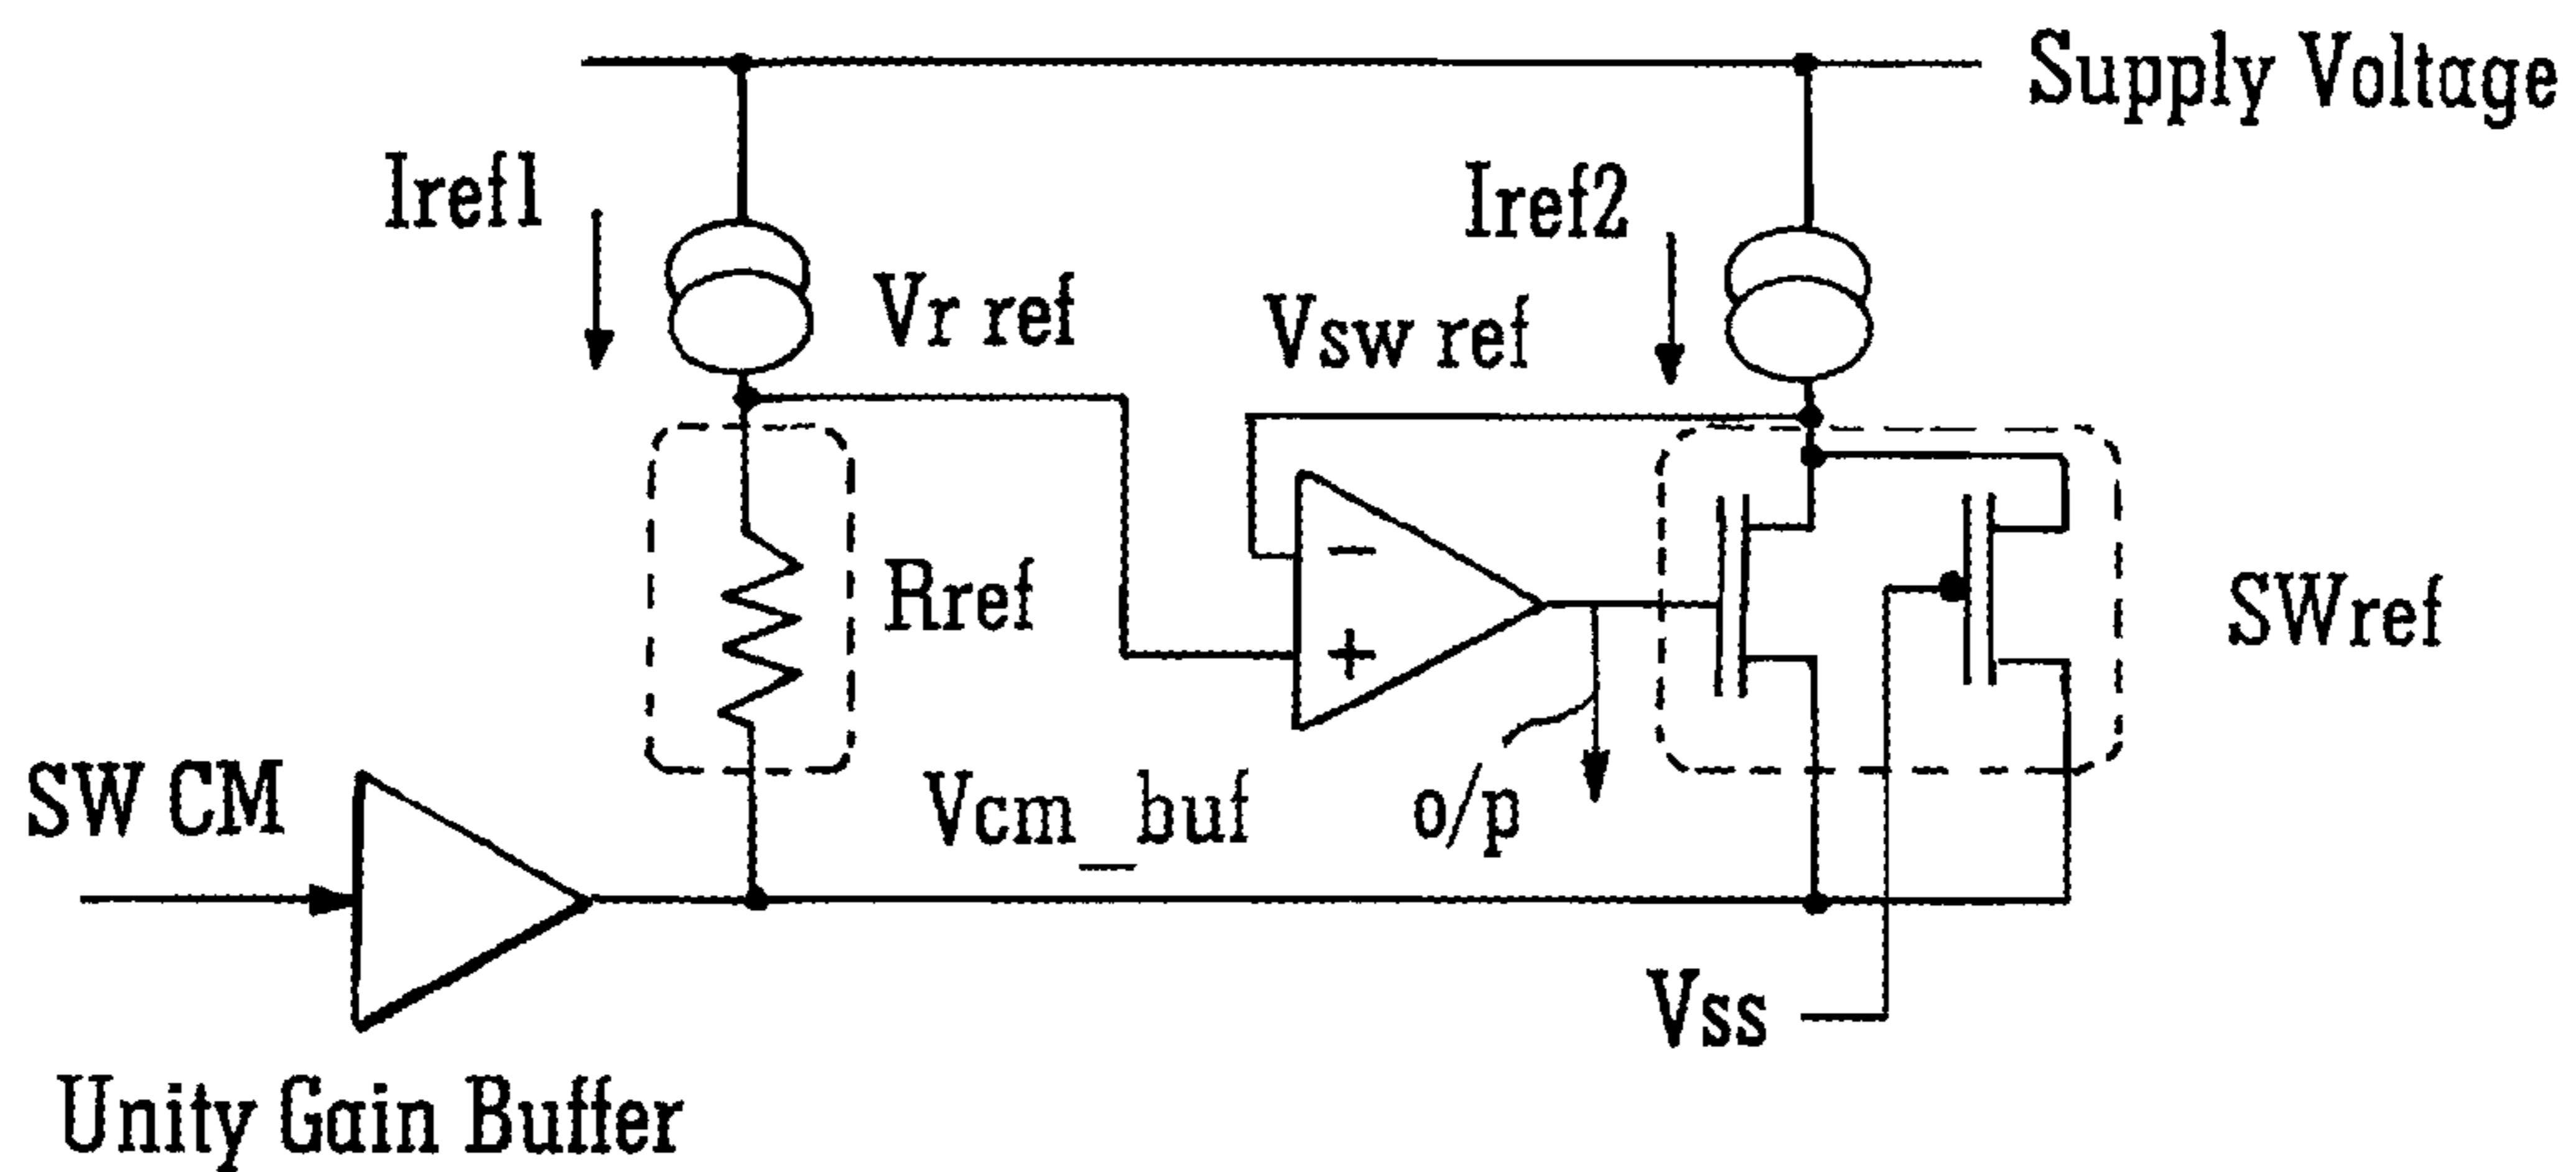 Supply Voltage
Iref1
Iref2
Vr ref
Vsw ref
−
+
Rref
SWref
SW CM
Vcm_buf
o/p
Vss
Unity Gain Buffer